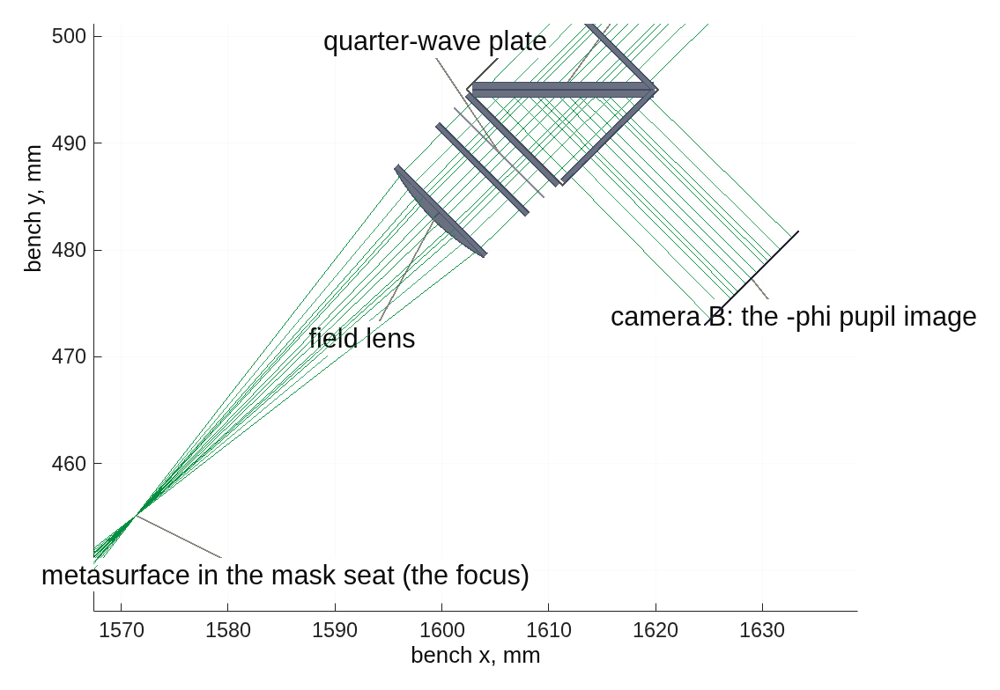 quarter-wave plate
500
490
480
470
460
bench y, mm
field lens
camera B: the -phi pupil image
metasurface in the mask seat (the focus)
1570 1580 1590 1600 1610 1620 1630
bench x, mm